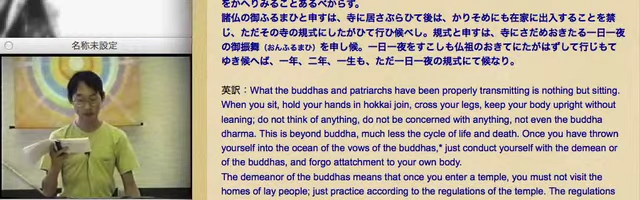 をかへりみることあるべからず。
諸仏の御ふるまひと申すは、寺に居さぶらひて後は、かりそめにも在家に出入することを禁
じ、ただその寺の規式にしたがひて行ひ候べし。規式と申すは、寺にさだめおきたる一日一夜
の御振舞（おんふるまひ）を申し候。一日一夜をすこしも仏祖のおきてにたがはずして行じもて
ゆき候へば、一年、二年、一生も、ただ一日一夜の規式にて候なり。
名称未設定
英訳：What the buddhas and patriarchs have been properly transmitting is nothing but sitting.
When you sit, hold your hands in hokkai join, cross your legs, keep your body upright without
leaning; do not think of anything, do not be concerned with anything, not even the buddha
dharma. This is beyond buddha, much less the cycle of life and death. Once you have thrown
yourself into the ocean of the vows of the buddhas,* just conduct yourself with the demean or
of the buddhas, and forgo attatchment to your own body.
The demeanor of the buddhas means that once you enter a temple, you must not visit the
homes of lay people; just practice according to the regulations of the temple. The regulations